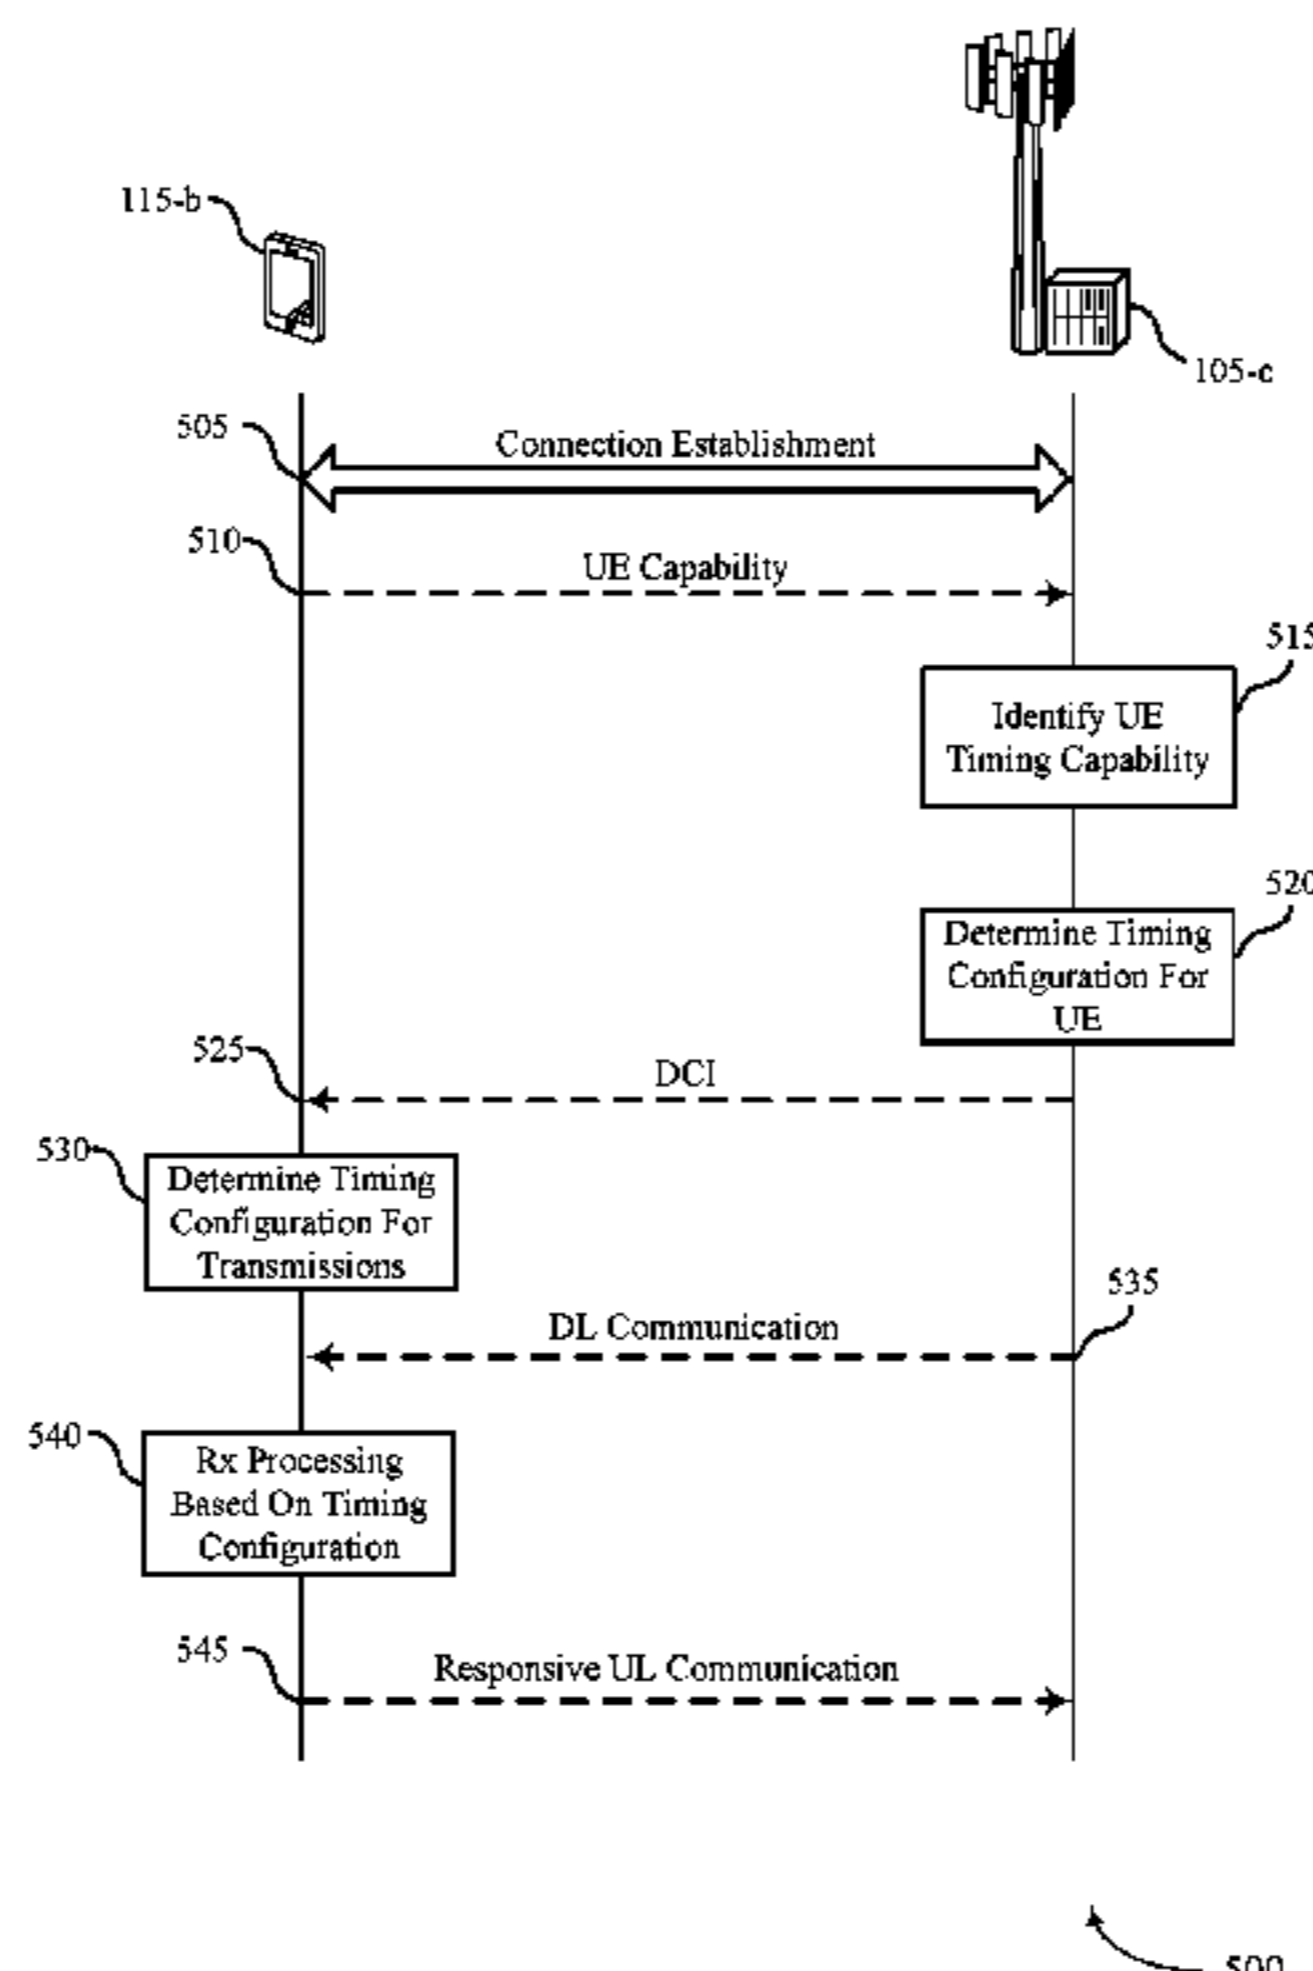 115-b
105-c
505
Connection Establishment
510
UE Capability
515
Identify UE
Timing Capability
520
Determine Timing
Configuration For
UE
525
DCI
530
Determine Timing
Configuration For
Transmissions
535
DL Communication
540
Rx Processing
Based On Timing
Configuration
545
Responsive UL Communication
500